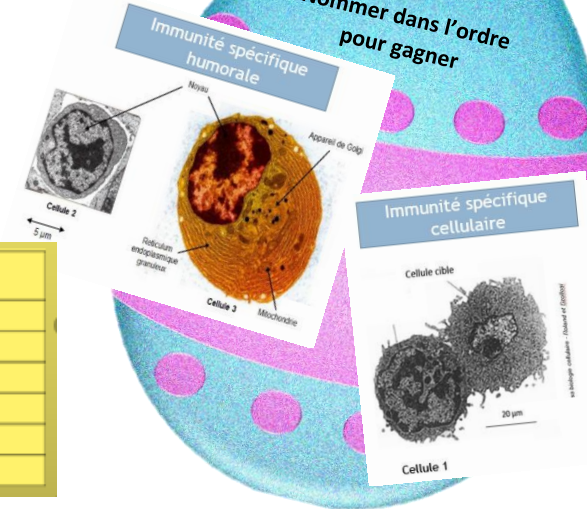 Nommer dans l’ordre
pour gagner
Immunité spécifique
humorale
Noyau
Appareil de Golgi
Cellule 2
5 µm
Reticulum
endoplasmique
granuleux
Cellule 3
Mitochondrie
Immunité spécifique
cellulaire
Cellule cible
20 µm
Cellule 1